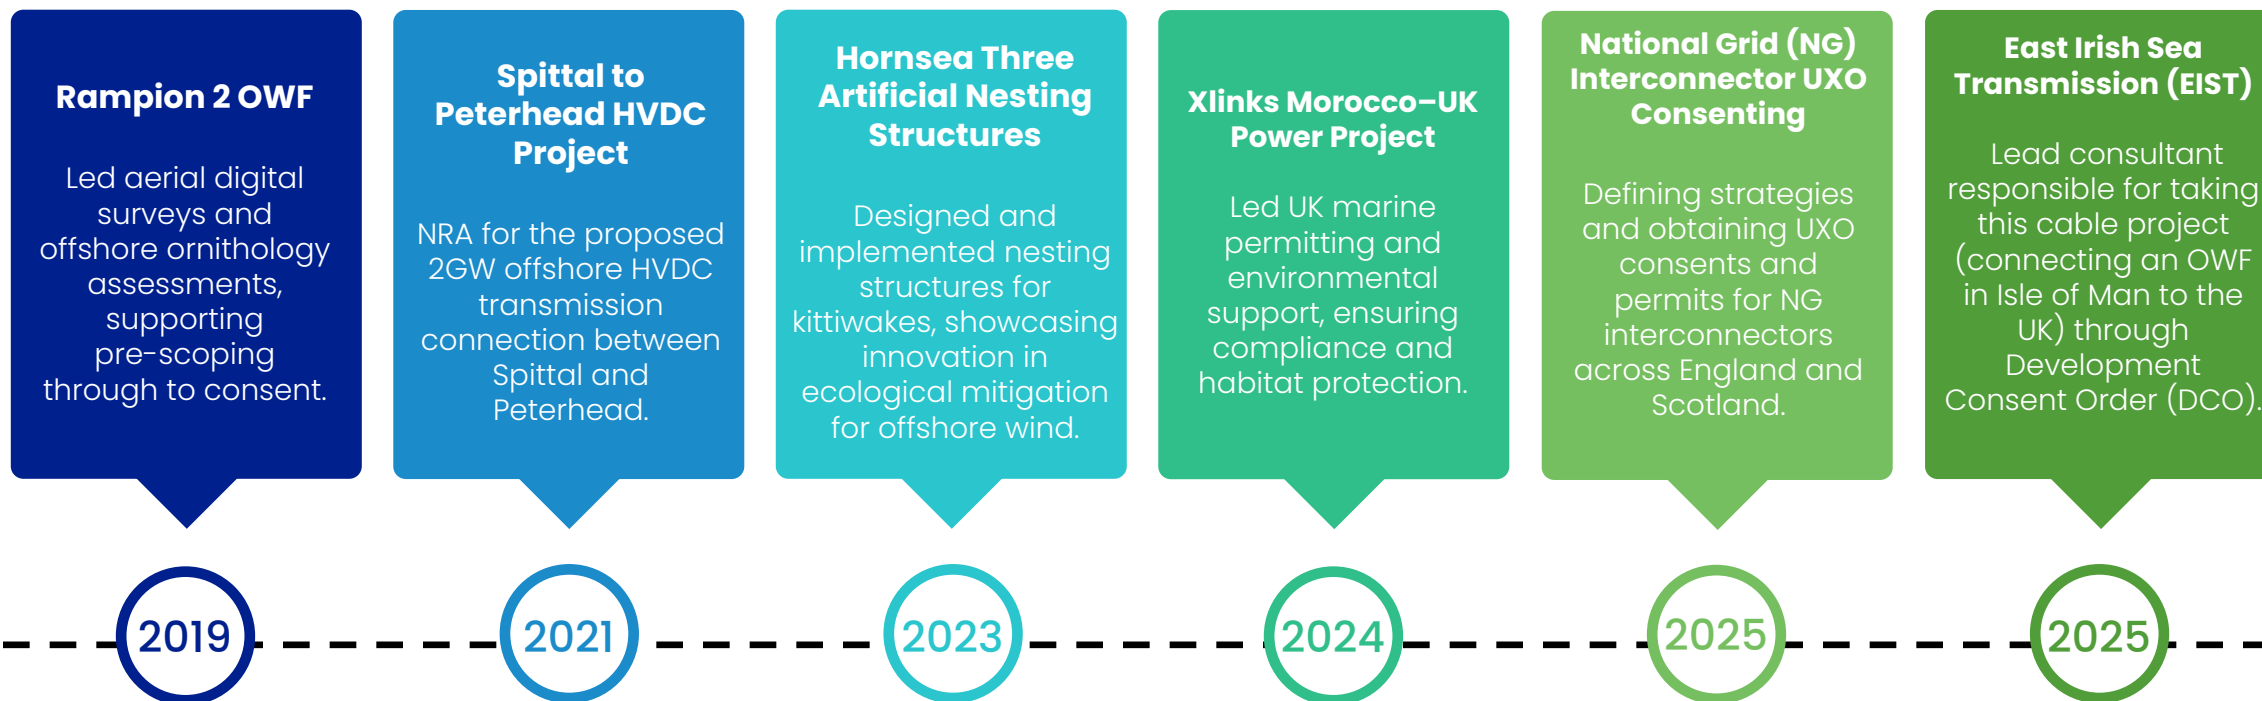 Rampion 2 OWF
Led aerial digital
surveys and
offshore ornithology
assessments,
supporting
pre-scoping
through to consent.
2019
Spittal to
Peterhead HVDC
Project
NRA for the proposed
2GW offshore HVDC
transmission
connection between
Spittal and
Peterhead.
2021
Hornsea Three
Artificial Nesting
Structures
Designed and
implemented nesting
structures for
kittiwakes, showcasing
innovation in
ecological mitigation
for offshore wind.
2023
Xlinks Morocco–UK
Power Project
Led UK marine
permitting and
environmental
support, ensuring
compliance and
habitat protection.
2024
National Grid (NG)
Interconnector UXO
Consenting
Defining strategies
and obtaining UXO
consents and
permits for NG
interconnectors
across England and
Scotland.
2025
East Irish Sea
Transmission (EIST)
Lead consultant
responsible for taking
this cable project
(connecting an OWF
in Isle of Man to the
UK) through
Development
Consent Order (DCO).
2025